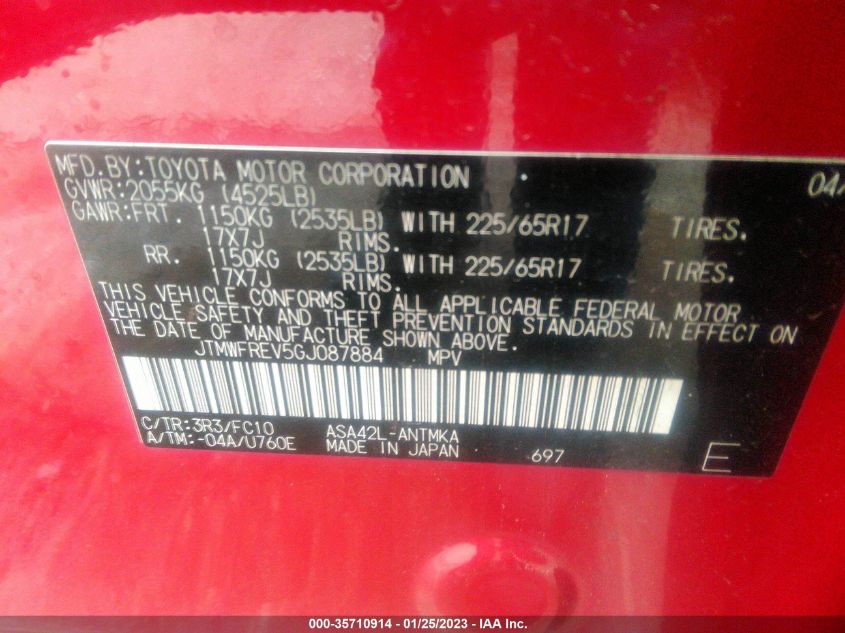 MFD.BY:TOYOTA MOTOR CORPORATION 04/
GVWR:2055KG (4525LB)
GAWR:FRT. 1150KG (2535LB) WITH 225/65R17 TIRES.
17X7J RIMS.
RR. 1150KG (2535LB) WITH 225/65R17 TIRES.
17X7J RIMS.
THIS VEHICLE CONFORMS TO ALL APPLICABLE FEDERAL MOTOR
VEHICLE SAFETY AND THEFT PREVENTION STANDARDS IN EFFECT ON
THE DATE OF MANUFACTURE SHOWN ABOVE.
JTMWFREV5GJ087884 MPV
C/TR:3R3/FC10 ASA42L-ANTMKA
A/TM:-04A/U760E MADE IN JAPAN 697 E
000-35710914 - 01/25/2023 - IAA Inc.